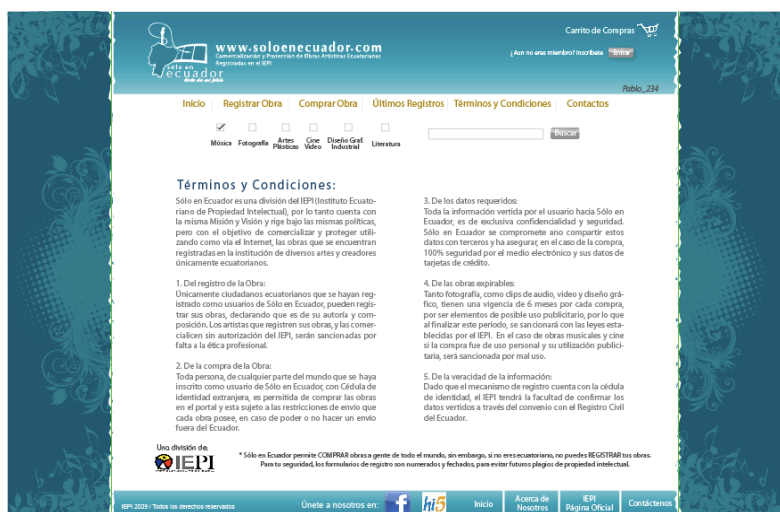 Carrito de Compras
www.soloenecuador.com
Comercialización y Protección de Obras Artísticas Ecuatorianas
Registradas en el IEPI
¿Aun no eres miembro? Inscríbete Entrar
sólo en
ecuador
Pablo_234
Inicio Registrar Obra Comprar Obra Últimos Registros Términos y Condiciones Contactos
Música Fotografía Artes Plásticas Cine Video Diseño Graf. Industrial Literatura Buscar
Términos y Condiciones:
Sólo en Ecuador es una división del IEPI (Instituto Ecuato-
riano de Propiedad Intelectual), por lo tanto cuenta con
la misma Misión y Visión y rige bajo las mismas políticas,
pero con el objetivo de comercializar y proteger utili-
zando como vía el Internet, las obras que se encuentran
registradas en la institución de diversos artes y creadores
únicamente ecuatorianos.
1. Del registro de la Obra:
Únicamente ciudadanos ecuatorianos que se hayan reg-
istrado como usuarios de Sólo en Ecuador, pueden regis-
trar sus obras, declarando que es de su autoría y com-
posición. Los artistas que registren sus obras, y las comer-
cialicen sin autorización del IEPI, serán sancionadas por
falta a la ética profesional.
2. De la compra de la Obra:
Toda persona, de cualquier parte del mundo que se haya
inscrito como usuario de Sólo en Ecuador, con Cédula de
identidad extranjera, es permitida de comprar las obras
en el portal y esta sujeto a las restricciones de envío que
cada obra posee, en caso de poder o no hacer un envío
fuera del Ecuador.
3. De los datos requeridos:
Toda la información vertida por el usuario hacia Sólo en
Ecuador, es de exclusiva confidencialidad y seguridad.
Sólo en Ecuador se compromete ano compartir estos
datos con terceros y ha asegurar, en el caso de la compra,
100% seguridad por el medio electrónico y sus datos de
tarjetas de crédito.
4. De las obras expirables:
Tanto fotografía, como clips de audio, video y diseño grá-
fico, tienen una vigencia de 6 meses por cada compra,
por ser elementos de posible uso publicitario, por lo que
al finalizar este período, se sancionará con las leyes esta-
blecidas por el IEPI. En el caso de obras musicales y cine
si la compra fue de uso personal y su utilización publici-
taria, será sancionada por mal uso.
5. De la veracidad de la información:
Dado que el mecanismo de registro cuenta con la cédula
de identidad, el IEPI tendrá la facultad de confirmar los
datos vertidos a través del convenio con el Registro Civil
del Ecuador.
Una división de:
IEPI
* Sólo en Ecuador permite COMPRAR obras a gente de todo el mundo, sin embargo, si no eres ecuatoriano, no puedes REGISTRAR tus obras.
Para tu seguridad, los formularios de registro son numerados y fechados, para evitar futuros plagios de propiedad intelectual.
IEPI 2009 / Todos los derechos reservados
Únete a nosotros en: f hi5
Inicio
Acerca de
Nosotros
IEPI
Página Oficial
Contáctenos